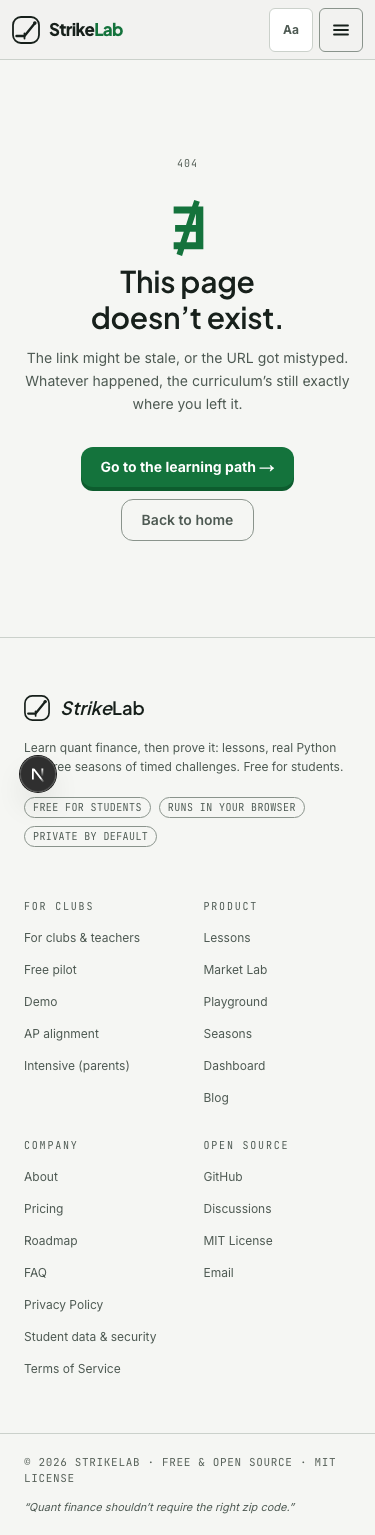 StrikeLab
Aa
404
∄
This page
doesn’t exist.
The link might be stale, or the URL got mistyped.
Whatever happened, the curriculum’s still exactly
where you left it.
Go to the learning path →
Back to home
StrikeLab
Learn quant finance, then prove it: lessons, real Python
ree seasons of timed challenges. Free for students.
N
FREE FOR STUDENTS
RUNS IN YOUR BROWSER
PRIVATE BY DEFAULT
FOR CLUBS
For clubs & teachers
Free pilot
Demo
AP alignment
Intensive (parents)
PRODUCT
Lessons
Market Lab
Playground
Seasons
Dashboard
Blog
COMPANY
About
Pricing
Roadmap
FAQ
Privacy Policy
Student data & security
Terms of Service
OPEN SOURCE
GitHub
Discussions
MIT License
Email
© 2026 STRIKELAB · FREE & OPEN SOURCE · MIT
LICENSE
“Quant finance shouldn’t require the right zip code.”